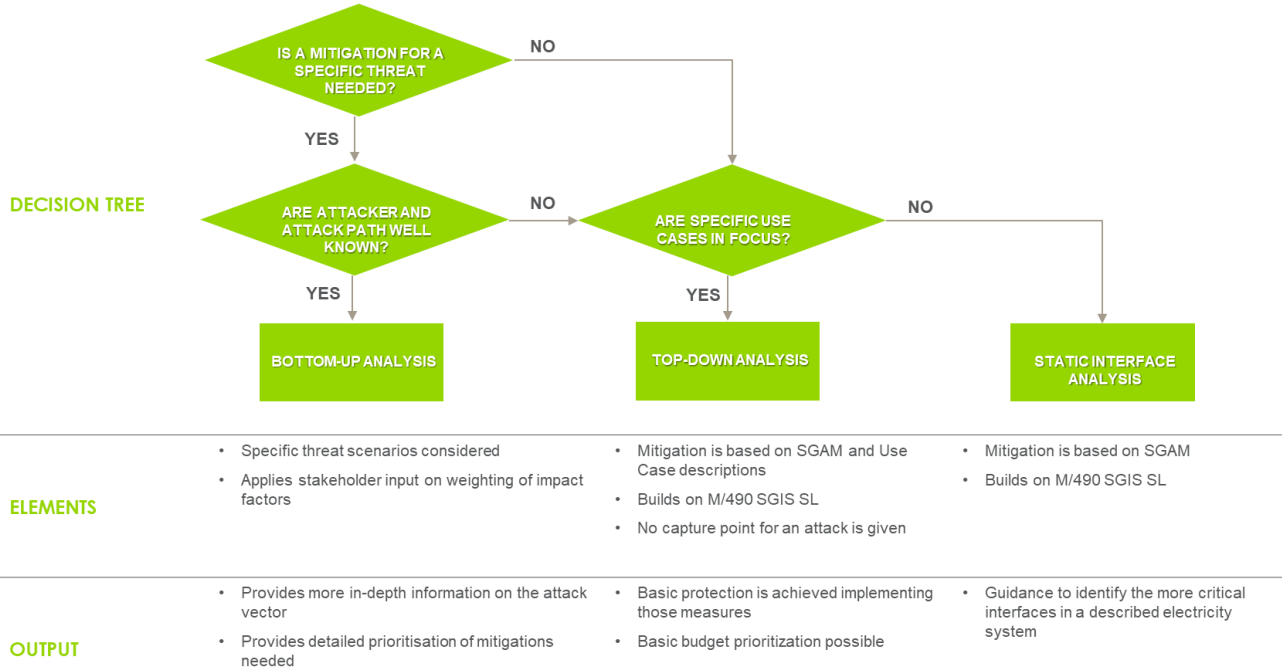 IS A MITIGATION FOR A
SPECIFIC THREAT
NEEDED?
NO
YES
DECISION TREE
ARE ATTACKER AND
ATTACK PATH WELL
KNOWN?
NO
ARE SPECIFIC USE
CASES IN FOCUS?
NO
YES
YES
BOTTOM-UP ANALYSIS
TOP-DOWN ANALYSIS
STATIC INTERFACE
ANALYSIS
ELEMENTS
• Specific threat scenarios considered
• Applies stakeholder input on weighting of impact
factors
• Mitigation is based on SGAM and Use
Case descriptions
• Builds on M/490 SGIS SL
• No capture point for an attack is given
• Mitigation is based on SGAM
• Builds on M/490 SGIS SL
OUTPUT
• Provides more in-depth information on the attack
vector
• Provides detailed prioritisation of mitigations
needed
• Basic protection is achieved implementing
those measures
• Basic budget prioritization possible
• Guidance to identify the more critical
interfaces in a described electricity
system